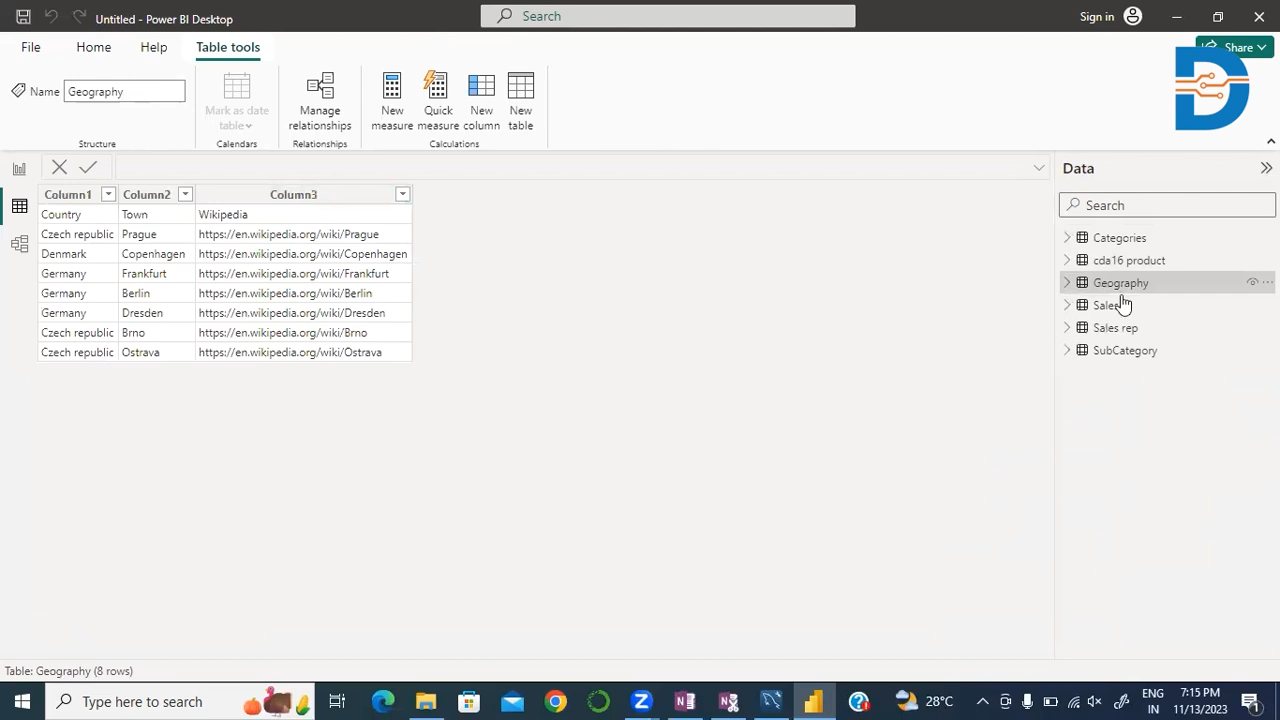 Untitled - Power BI Desktop
Search
Sign in
File
Home
Help
Table tools
Share
Name
Geography
Mark as date
table
Manage
relationships
New
measure
Quick
measure
New
column
New
table
Structure
Calendars
Relationships
Calculations
Column1 Column2 Column3
Country Town Wikipedia
Czech republic Prague https://en.wikipedia.org/wiki/Prague
Denmark Copenhagen https://en.wikipedia.org/wiki/Copenhagen
Germany Frankfurt https://en.wikipedia.org/wiki/Frankfurt
Germany Berlin https://en.wikipedia.org/wiki/Berlin
Germany Dresden https://en.wikipedia.org/wiki/Dresden
Czech republic Brno https://en.wikipedia.org/wiki/Brno
Czech republic Ostrava https://en.wikipedia.org/wiki/Ostrava
Data
Search
Categories
cda16 product
Geography
Sales
Sales rep
SubCategory
Table: Geography (8 rows)
Type here to search
28°C
ENG
IN
7:15 PM
11/13/2023
1